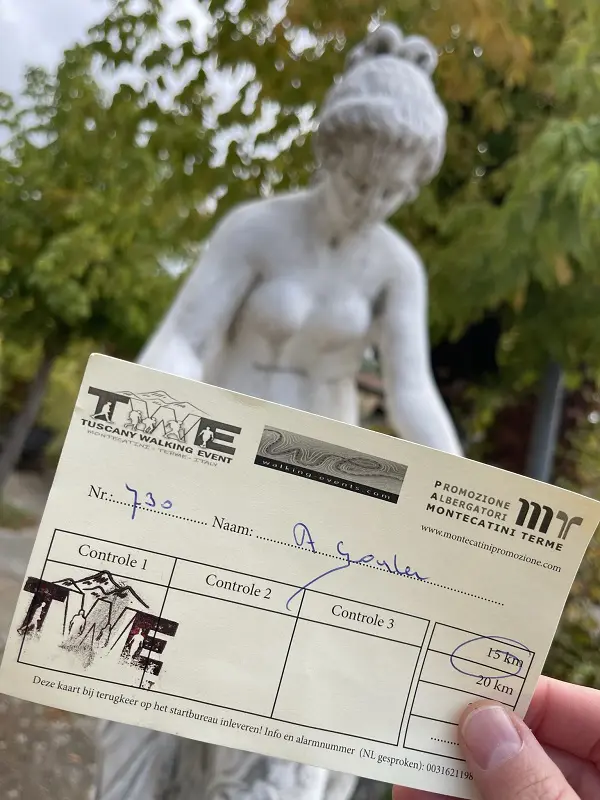 TWE
TUSCANY WALKING EVENT
MONTECATINI - TERME - ITALY
walking events.com
PROMOZIONE
ALBERGATORI
MONTECATINI TERME
mr
www.montecatinipromozione.com
Nr.: 730 Naam: A
Controle 1
Controle 2
Controle 3
TWE
15 km
20 km
Deze kaart bij terugkeer op het startbureau inleveren! Info en alarmnummer (NL gesproken): 0031621198